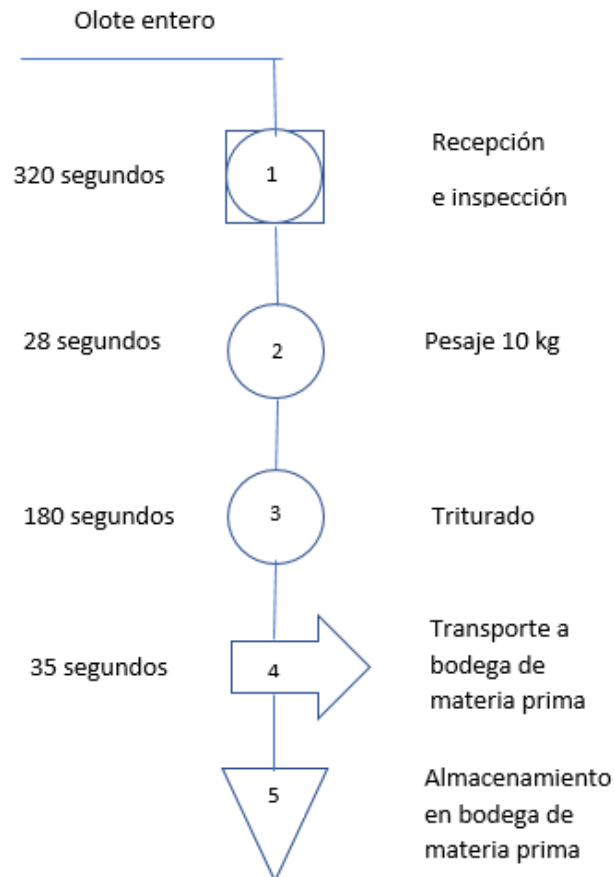 Olote entero
320 segundos
1
Recepción
e inspección
28 segundos
2
Pesaje 10 kg
180 segundos
3
Triturado
35 segundos
4
Transporte a
bodega de
materia prima
5
Almacenamiento
en bodega de
materia prima